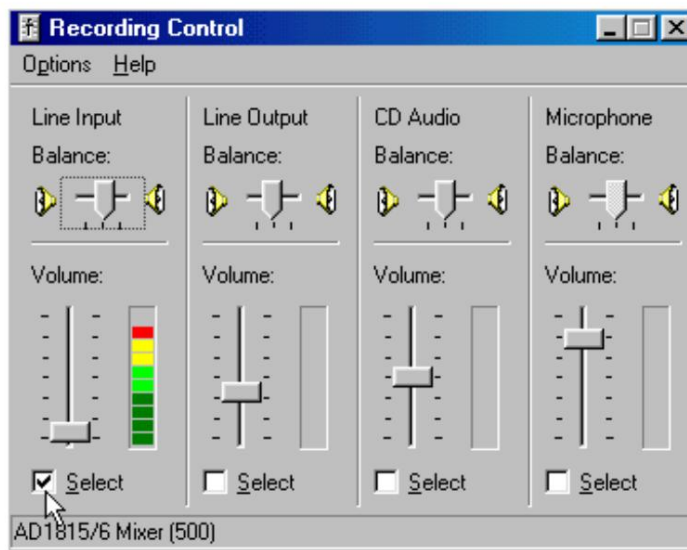 Recording Control
Options Help
Line Input
Balance:
Volume:
Select
Line Output
Balance:
Volume:
Select
CD Audio
Balance:
Volume:
Select
Microphone
Balance:
Volume:
Select
AD1815/6 Mixer (500)